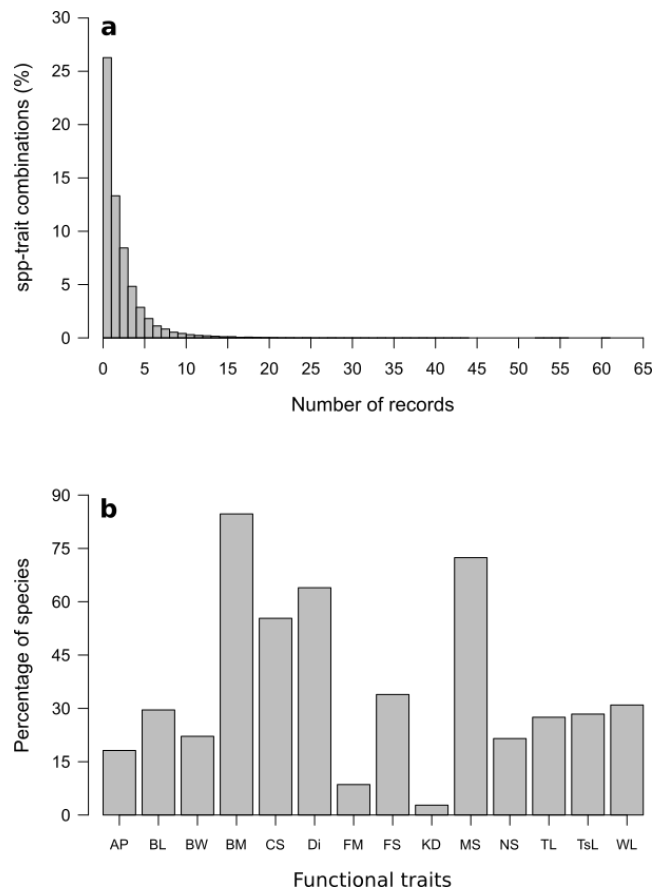 a
spp-trait combinations (%)
30
25
20
15
10
5
0
0 5 10 15 20 25 30 35 40 45 50 55 60 65
Number of records
b
Percentage of species
90
75
60
45
30
15
0
AP BL BW BM CS Di FM FS KD MS NS TL TsL WL
Functional traits